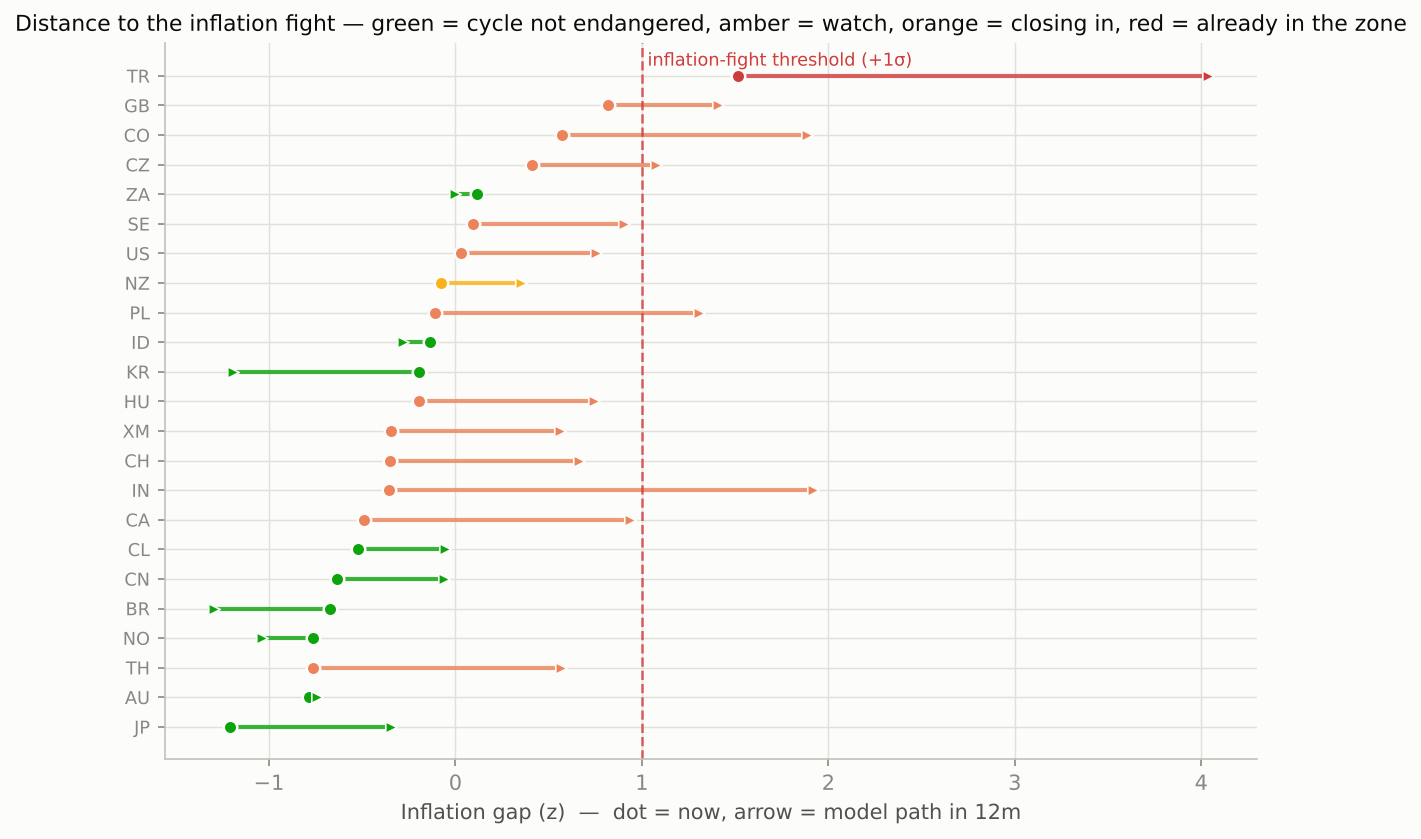 Distance to the inflation fight — green = cycle not endangered, amber = watch, orange = closing in, red = already in the zone
inflation-fight threshold (+1σ)
TR
GB
CO
CZ
ZA
SE
US
NZ
PL
ID
KR
HU
XM
CH
IN
CA
CL
CN
BR
NO
TH
AU
JP
−1 0 1 2 3 4
Inflation gap (z) — dot = now, arrow = model path in 12m